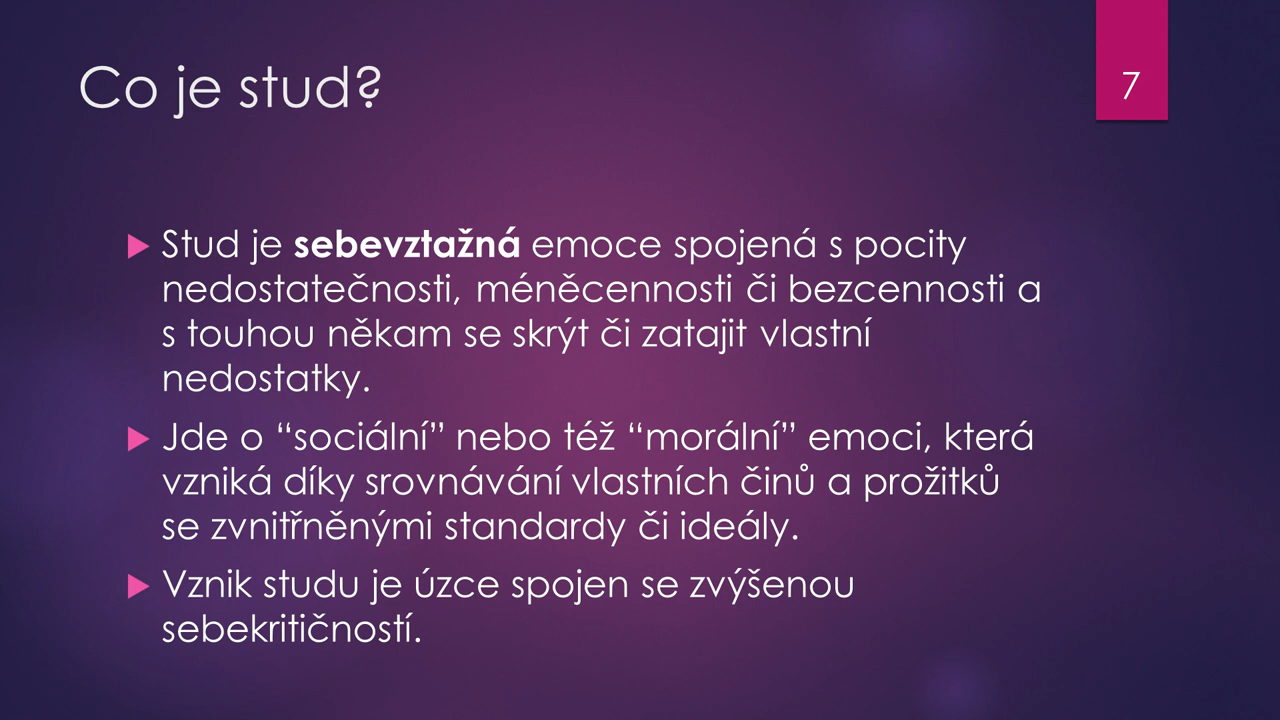 Co je stud?
7
Stud je sebevztažná emoce spojená s pocity
nedostatečnosti, méněcennosti či bezcennosti a
s touhou někam se skrýt či zatajit vlastní
nedostatky.
Jde o “sociální” nebo též “morální” emoci, která
vzniká díky srovnávání vlastních činů a prožitků
se zvnitřněnými standardy či ideály.
Vznik studu je úzce spojen se zvýšenou
sebekritičností.